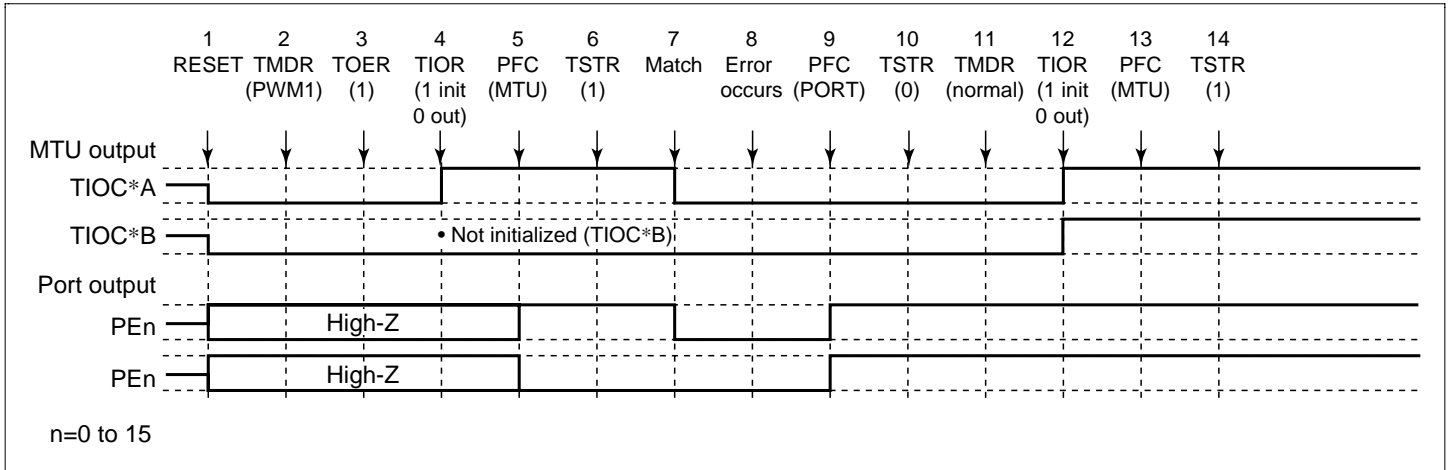 1 2 3 4 5 6 7 8 9 10 11 12 13 14
RESET TMDR TOER TIOR PFC TSTR Match Error PFC TSTR TMDR TIOR PFC TSTR
(PWM1) (1) (1 init (MTU) (1) occurs (PORT) (0) (normal) (1 init (MTU) (1)
0 out) 0 out)
MTU output
TIOC*A
TIOC*B • Not initialized (TIOC*B)
Port output
PEn High-Z
PEn High-Z
n=0 to 15